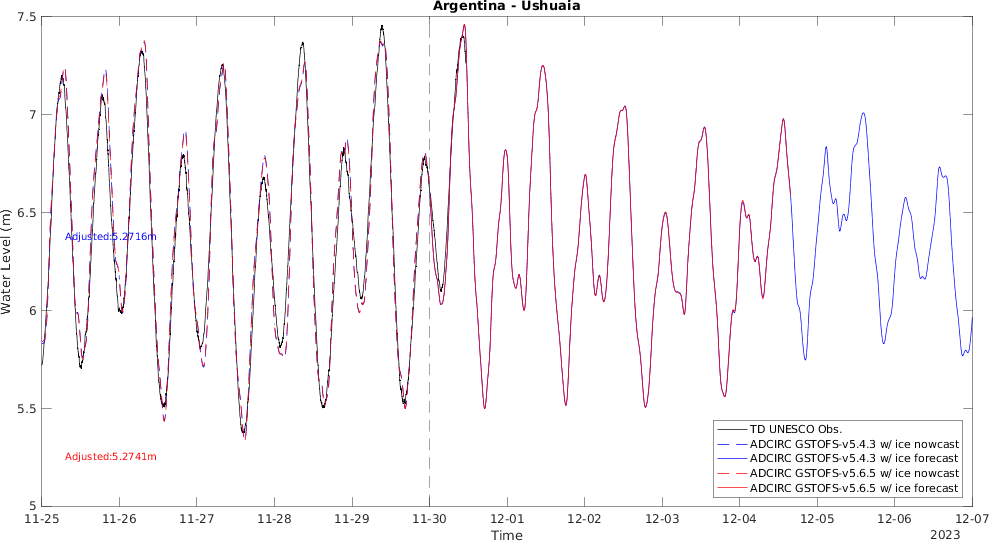 Argentina - Ushuaia
Water Level (m)
7.5
7
6.5
6
5.5
5
Adjusted:5.2716m
Adjusted:5.2741m
TD UNESCO Obs.
ADCIRC GSTOFS-v5.4.3 w/ ice nowcast
ADCIRC GSTOFS-v5.4.3 w/ ice forecast
ADCIRC GSTOFS-v5.6.5 w/ ice nowcast
ADCIRC GSTOFS-v5.6.5 w/ ice forecast
11-25 11-26 11-27 11-28 11-29 11-30 12-01 12-02 12-03 12-04 12-05 12-06 12-07
Time
2023